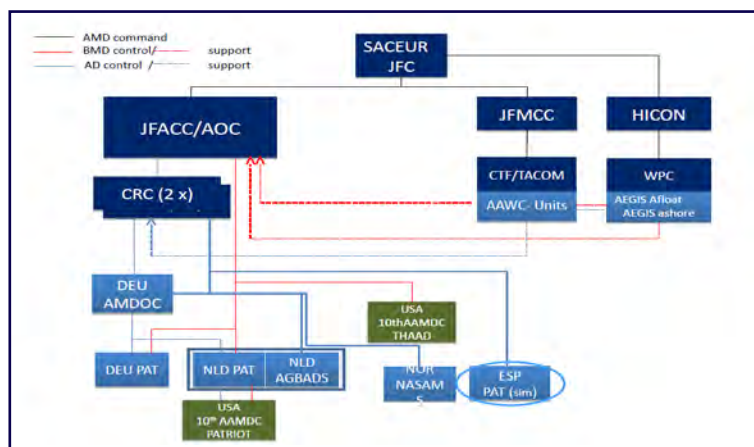 AMD command
BMD control/ support
AD control / support
SACEUR
JFC
JFACC/AOC
JFMCC
HICON
CRC (2 x)
CTF/TACOM
AAWC- Units
WPC
AEGIS Afloat
AEGIS ashore
DEU
AMDOC
USA
10thAAMDC
THAAD
DEU PAT
NLD PAT
NLD
AGBADS
NOR
NASAM
S
ESP
PAT (sim)
USA
10th AAMDC
PATRIOT